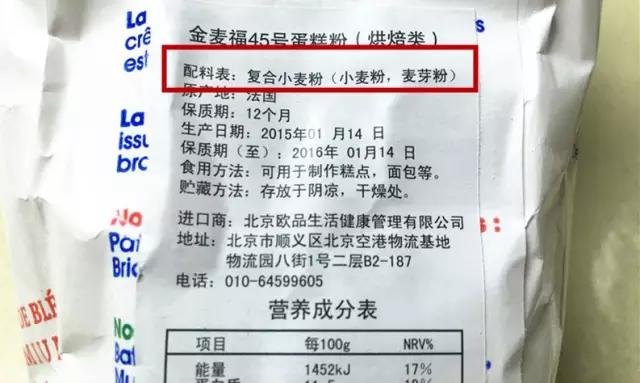 La
crê
est
La
issu
bro
No
Pat
Bric
DE BLÉ
No
Bat
金麦福45号蛋糕粉（烘焙类）
配料表：复合小麦粉（小麦粉，麦芽粉）
原产地：法国
保质期：12个月
生产日期：2015年01月14日
保质期（至）：2016年01月14日
食用方法：可用于制作糕点，面包等。
贮藏方法：存放于阴凉，干燥处。
进口商：北京欧品生活健康管理有限公司
地址：北京市顺义区北京空港物流基地
物流园八街1号二层B2-187
电话：010-64599605
营养成分表
项目 每100g NRV%
能量 1452kJ 17%
s: